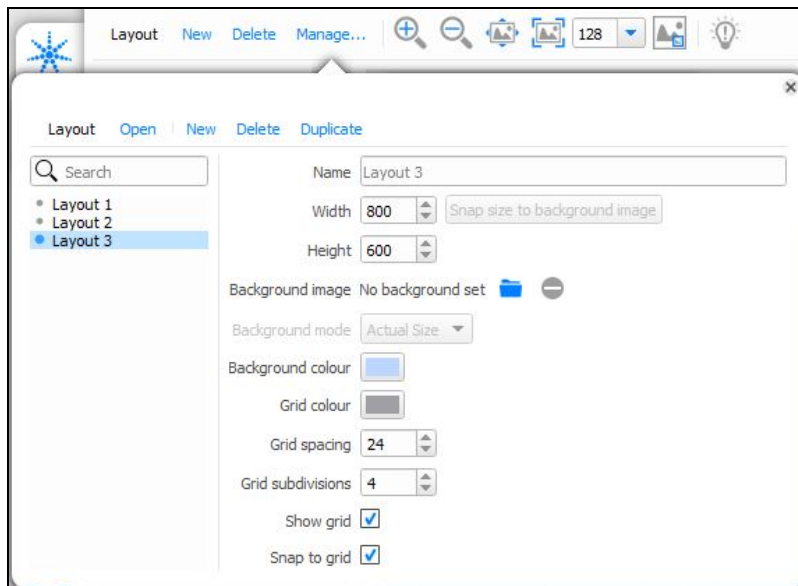 Layout New Delete Manage... 128
Layout Open New Delete Duplicate
Search
Layout 1
Layout 2
Layout 3
Name Layout 3
Width 800 Snap size to background image
Height 600
Background image No background set
Background mode Actual Size
Background colour
Grid colour
Grid spacing 24
Grid subdivisions 4
Show grid
Snap to grid